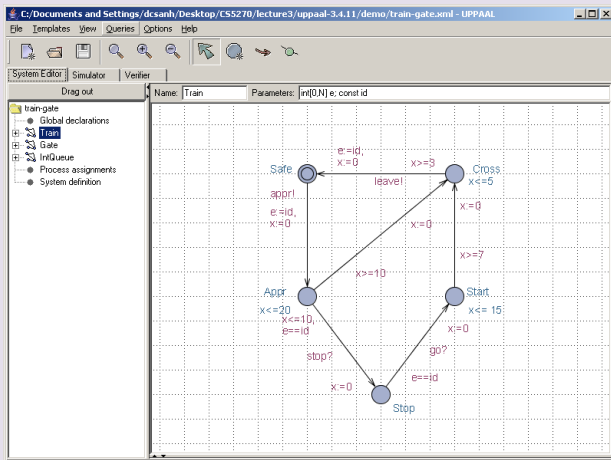 C:/Documents and Settings/dcsanh/Desktop/CS5270/lecture3/uppaal-3.4.11/demo/train-gate.xml - UPPAAL
File Templates View Queries Options Help
System Editor Simulator Verifier
Drag out
Name: Train Parameters: int[0,N] e; const id
train-gate
Global declarations
Train
Gate
IntQueue
Process assignments
System definition
e:=id,
x:=0
x>=3
Safe
Cross
leave!
x<=5
appr!
x:=0
e:=id,
x:=0
x:=0
x>=7
x>=10
Appr
Start
x<=20
x<= 15
x<=10,
e==id
x:=0
stop?
go?
e==id
x:=0
Stop